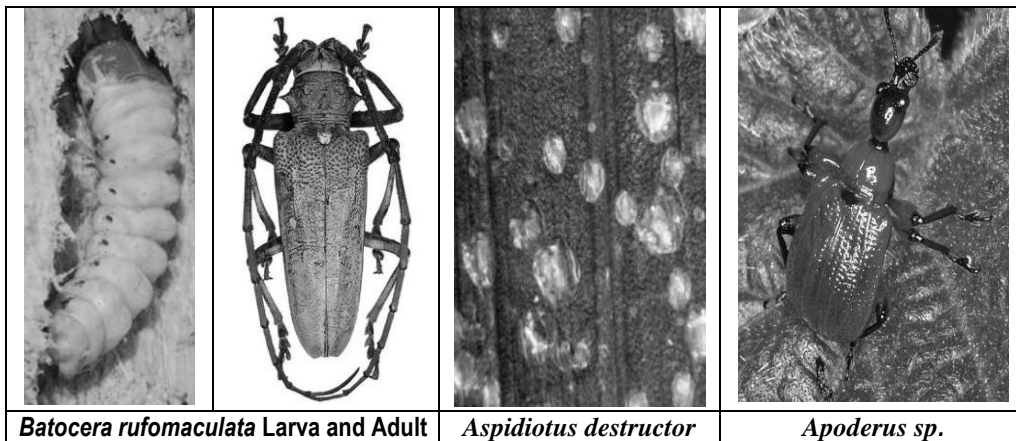 Batocera rufomaculata Larva and Adult
Aspidiotus destructor
Apoderus sp.